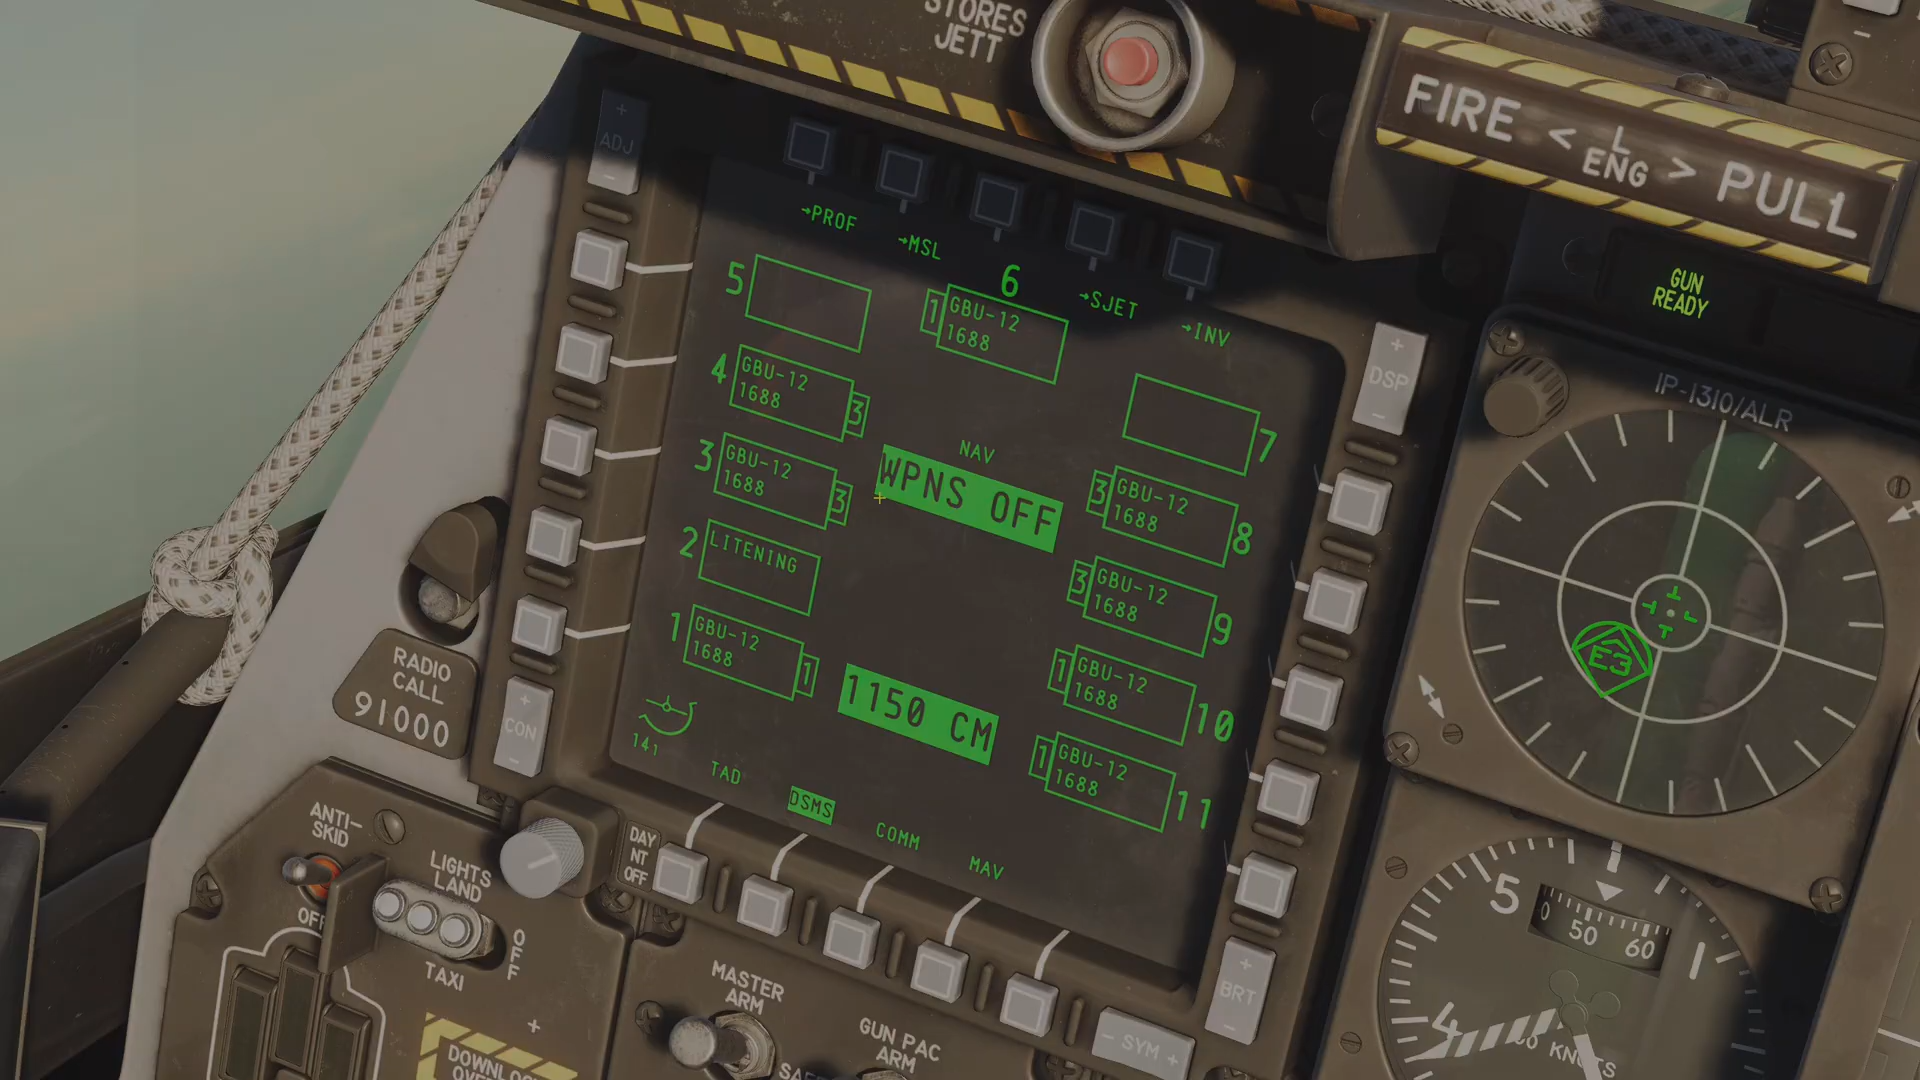 STORES
JETT
FIRE < L ENG > PULL
+
ADJ
-
→PROF
→MSL
→SJET
→INV
GUN
READY
5
6
1 GBU-12
1688
7
4 GBU-12
1688
3
3 GBU-12
1688
3
2 LITENING
1 GBU-12
1688
1
NAV
WPNS OFF
3 GBU-12
1688
8
3 GBU-12
1688
9
1 GBU-12
1688
10
1 GBU-12
1688
11
1150 CM
14₁
TAD
DSMS
COMM
MAV
+
DSP
-
IP-1310/ALR
E3
RADIO
CALL
91000
+
CON
-
DAY
NT
OFF
ANTI-
SKID
LIGHTS
LAND
OFF
TAXI
MASTER
ARM
GUN PAC
ARM
+
BRT
-
- SYM +
5
0 50 60
1
4
KNOTS